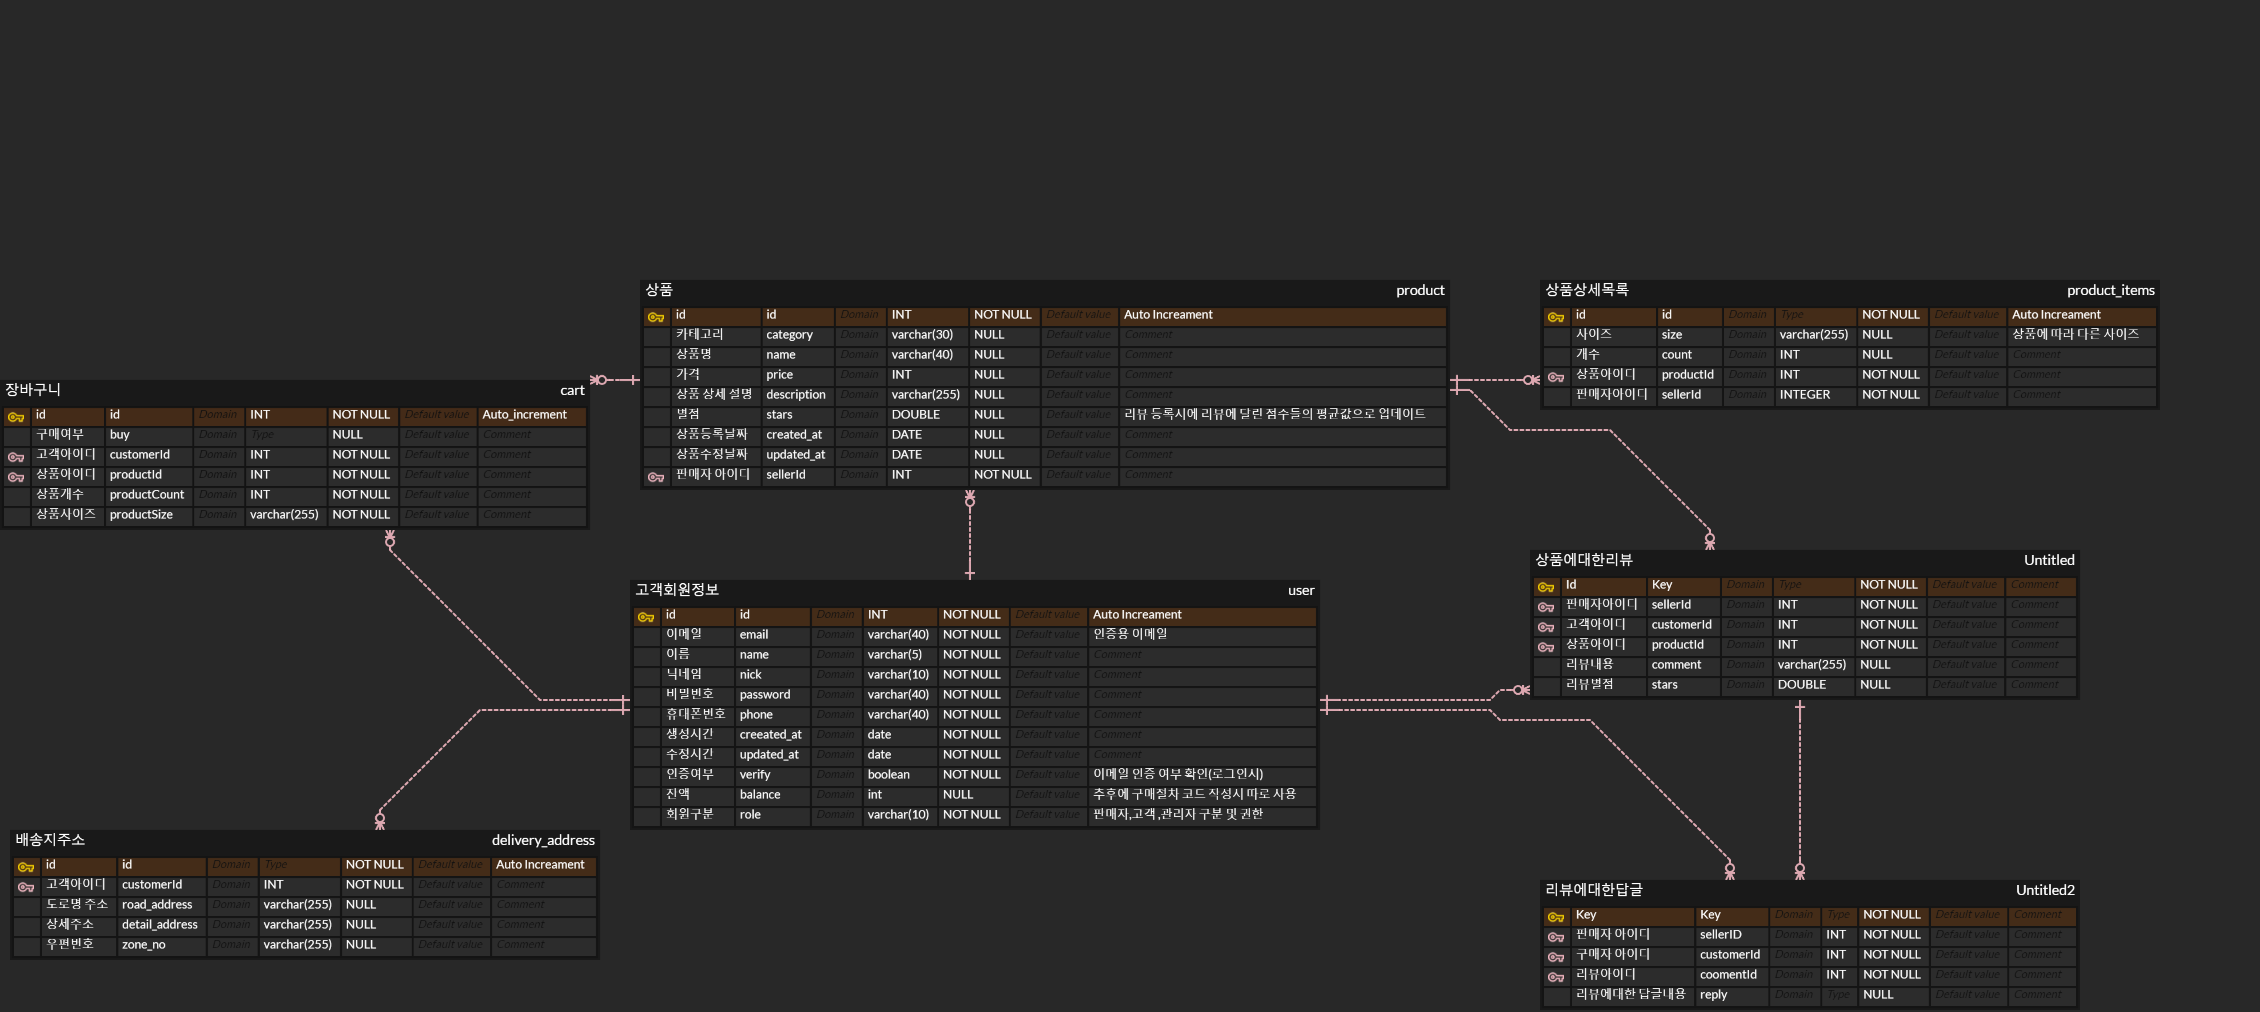 상품 product
id id Domain INT NOT NULL Default value Auto Increament
카테고리 category Domain varchar(30) NULL Default value Comment
상품명 name Domain varchar(40) NULL Default value Comment
가격 price Domain INT NULL Default value Comment
상품 상세 설명 description Domain varchar(255) NULL Default value Comment
별점 stars Domain DOUBLE NULL Default value 리뷰 등록시에 리뷰에 달린 점수들의 평균값으로 업데이트
상품등록날짜 created_at Domain DATE NULL Default value Comment
상품수정날짜 updated_at Domain DATE NULL Default value Comment
판매자 아이디 sellerId Domain INT NOT NULL Default value Comment
상품상세목록 product_items
id id Domain Type NOT NULL Default value Auto Increament
사이즈 size Domain varchar(255) NULL Default value 상품에 따라 다른 사이즈
개수 count Domain INT NULL Default value Comment
상품아이디 productId Domain INT NOT NULL Default value Comment
판매자아이디 sellerId Domain INTEGER NOT NULL Default value Comment
장바구니 cart
id id Domain INT NOT NULL Default value Auto_increment
구매여부 buy Domain Type NULL Default value Comment
고객아이디 customerId Domain INT NOT NULL Default value Comment
상품아이디 productId Domain INT NOT NULL Default value Comment
상품개수 productCount Domain INT NOT NULL Default value Comment
상품사이즈 productSize Domain varchar(255) NOT NULL Default value Comment
상품에대한리뷰 Untitled
Id Key Domain Type NOT NULL Default value Comment
판매자아이디 sellerId Domain INT NOT NULL Default value Comment
고객아이디 customerId Domain INT NOT NULL Default value Comment
상품아이디 productId Domain INT NOT NULL Default value Comment
리뷰내용 comment Domain varchar(255) NULL Default value Comment
리뷰별점 stars Domain DOUBLE NULL Default value Comment
고객회원정보 user
id id Domain INT NOT NULL Default value Auto Increament
이메일 email Domain varchar(40) NOT NULL Default value 인증용 이메일
이름 name Domain varchar(5) NOT NULL Default value Comment
닉네임 nick Domain varchar(10) NOT NULL Default value Comment
비밀번호 password Domain varchar(40) NOT NULL Default value Comment
휴대폰번호 phone Domain varchar(40) NOT NULL Default value Comment
생성시간 creeated_at Domain date NOT NULL Default value Comment
수정시간 updated_at Domain date NOT NULL Default value Comment
인증여부 verify Domain boolean NOT NULL Default value 이메일 인증 여부 확인(로그인시)
잔액 balance Domain int NULL Default value 추후에 구매절차 코드 작성시 따로 사용
회원구분 role Domain varchar(10) NOT NULL Default value 판매자,고객,관리자 구분 및 권한
배송지주소 delivery_address
id id Domain Type NOT NULL Default value Auto Increament
고객아이디 customerId Domain INT NOT NULL Default value Comment
도로명 주소 road_address Domain varchar(255) NULL Default value Comment
상세주소 detail_address Domain varchar(255) NULL Default value Comment
우편번호 zone_no Domain varchar(255) NULL Default value Comment
리뷰에대한답글 Untitled2
Key Key Domain Type NOT NULL Default value Comment
판매자 아이디 sellerID Domain INT NOT NULL Default value Comment
구매자 아이디 customerId Domain INT NOT NULL Default value Comment
리뷰아이디 coomentId Domain INT NOT NULL Default value Comment
리뷰에대한 답글내용 reply Domain Type NULL Default value Comment